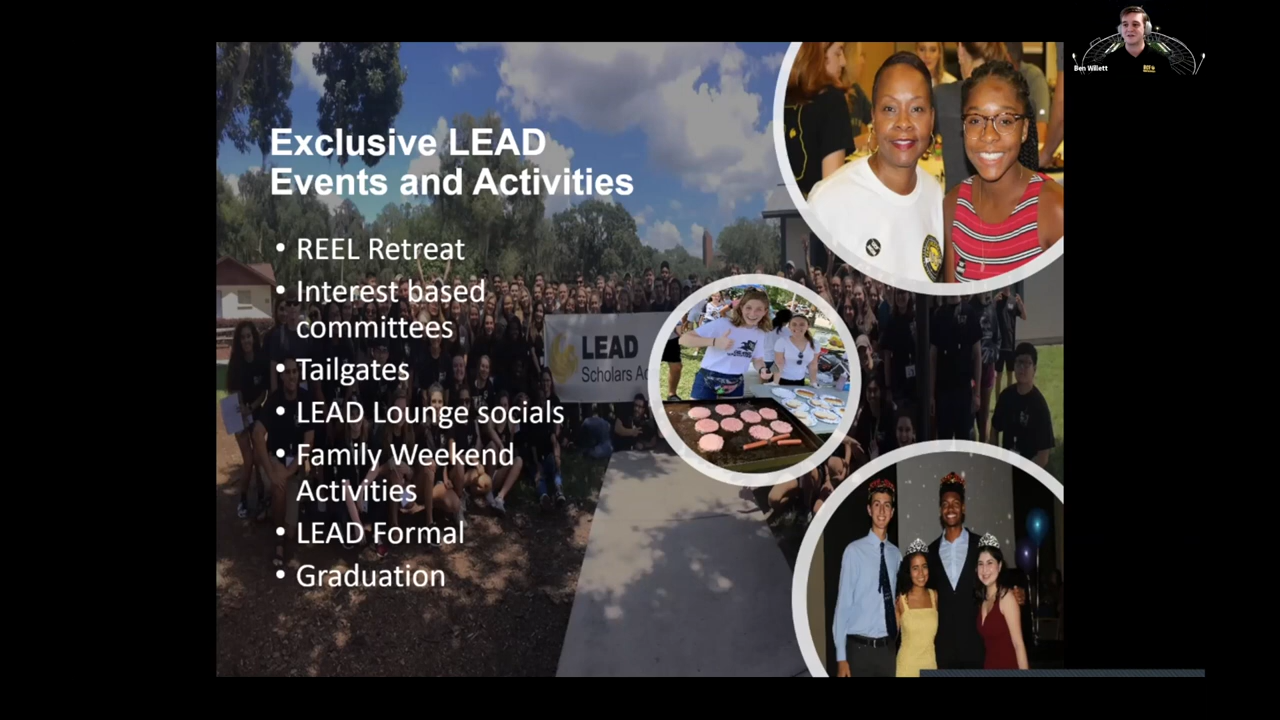 Exclusive LEAD
Events and Activities
• REEL Retreat
• Interest based
committees
• Tailgates
• LEAD Lounge socials
• Family Weekend
Activities
• LEAD Formal
• Graduation
LEAD
Scholars
Ben Willett